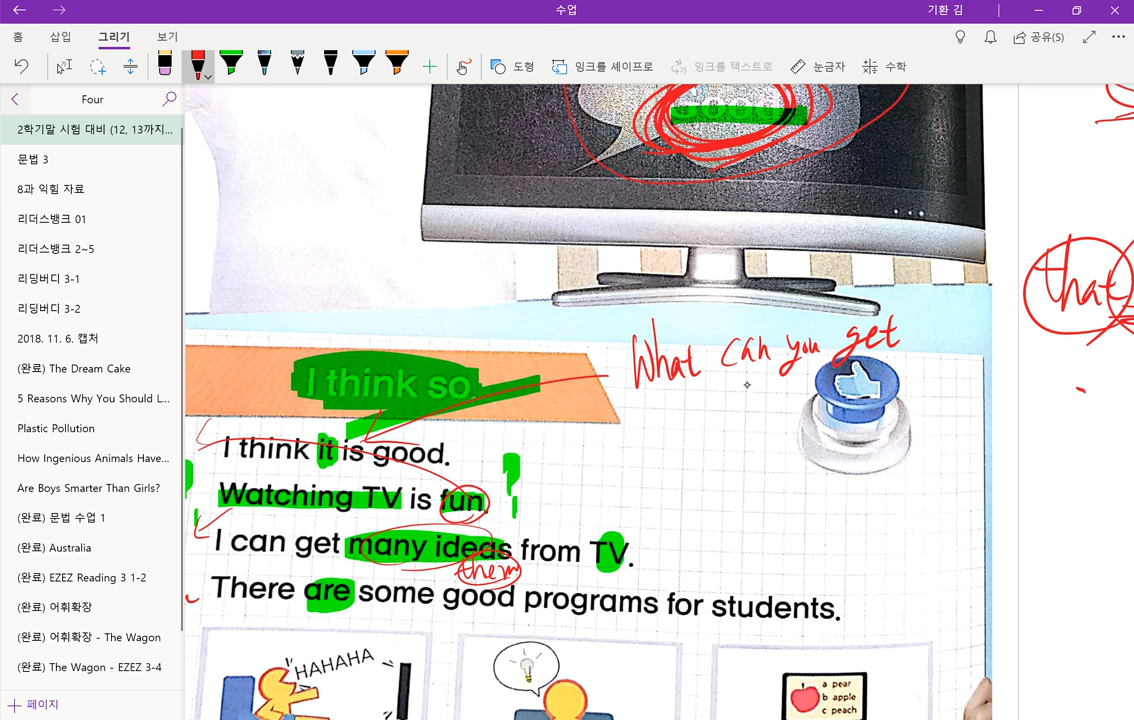 수업
기환 김
홈 삽입 그리기 보기
공유(S)
도형 잉크를 셰이프로 잉크를 텍스트로 눈금자 수학
Four
2학기말 시험 대비 (12, 13까지...
문법 3
8과 익힘 자료
리더스뱅크 01
리더스뱅크 2~5
리딩버디 3-1
리딩버디 3-2
2018. 11. 6. 캡처
(완료) The Dream Cake
5 Reasons Why You Should L...
Plastic Pollution
How Ingenious Animals Have...
Are Boys Smarter Than Girls?
(완료) 문법 수업 1
(완료) Australia
(완료) EZEZ Reading 3 1-2
(완료) 어휘확장
(완료) 어휘확장 - The Wagon
(완료) The Wagon - EZEZ 3-4
페이지
that
What can you get
I think so.
I think it is good.
Watching TV is fun.
I can get many ideas from TV.
them
There are some good programs for students.
HAHAHA
1
a pear
b apple
c peach